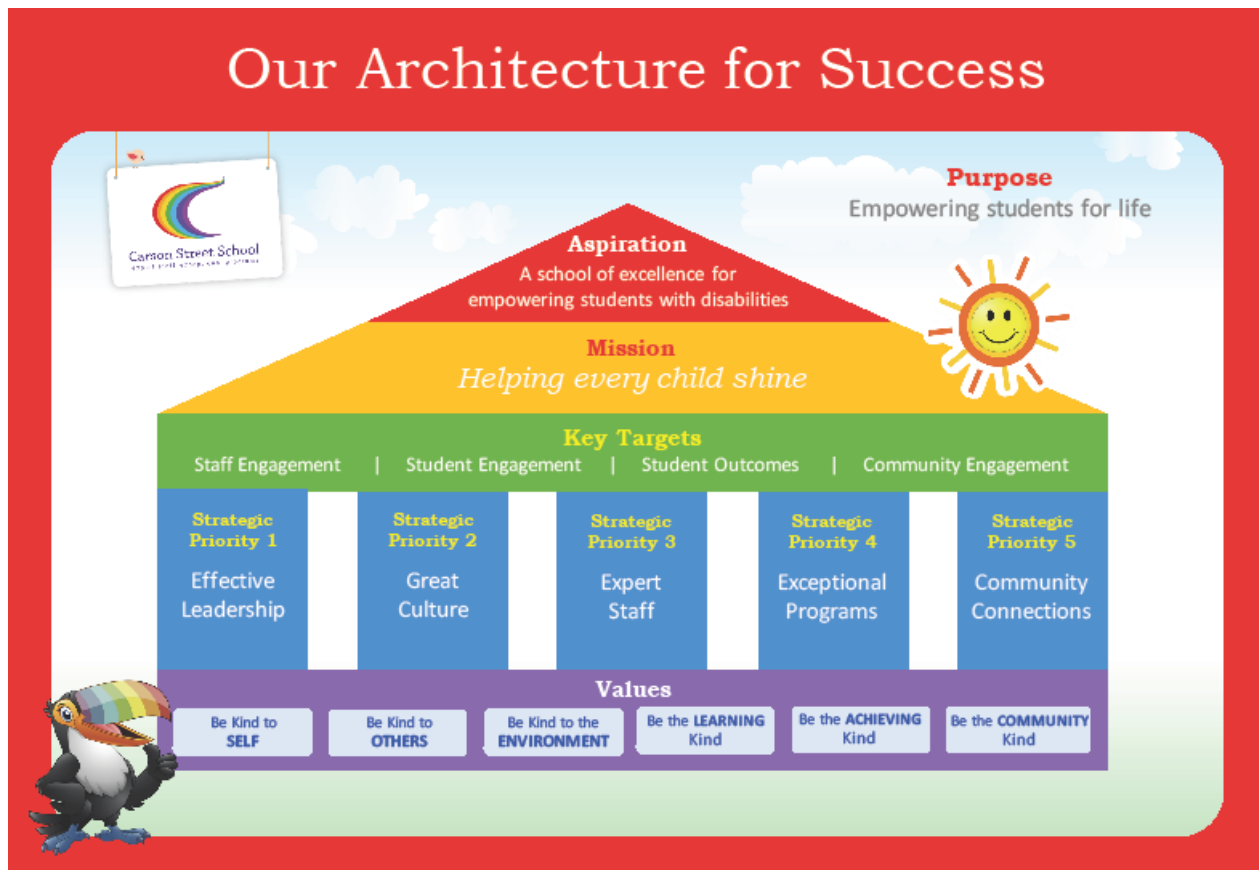 Our Architecture for Success
Carson Street School
Purpose
Empowering students for life
Aspiration
A school of excellence for
empowering students with disabilities
Mission
Helping every child shine
Key Targets
Staff Engagement | Student Engagement | Student Outcomes | Community Engagement
Strategic
Priority 1
Effective
Leadership
Strategic
Priority 2
Great
Culture
Strategic
Priority 3
Expert
Staff
Strategic
Priority 4
Exceptional
Programs
Strategic
Priority 5
Community
Connections
Values
Be Kind to
SELF
Be Kind to
OTHERS
Be Kind to the
ENVIRONMENT
Be the LEARNING
Kind
Be the ACHIEVING
Kind
Be the COMMUNITY
Kind